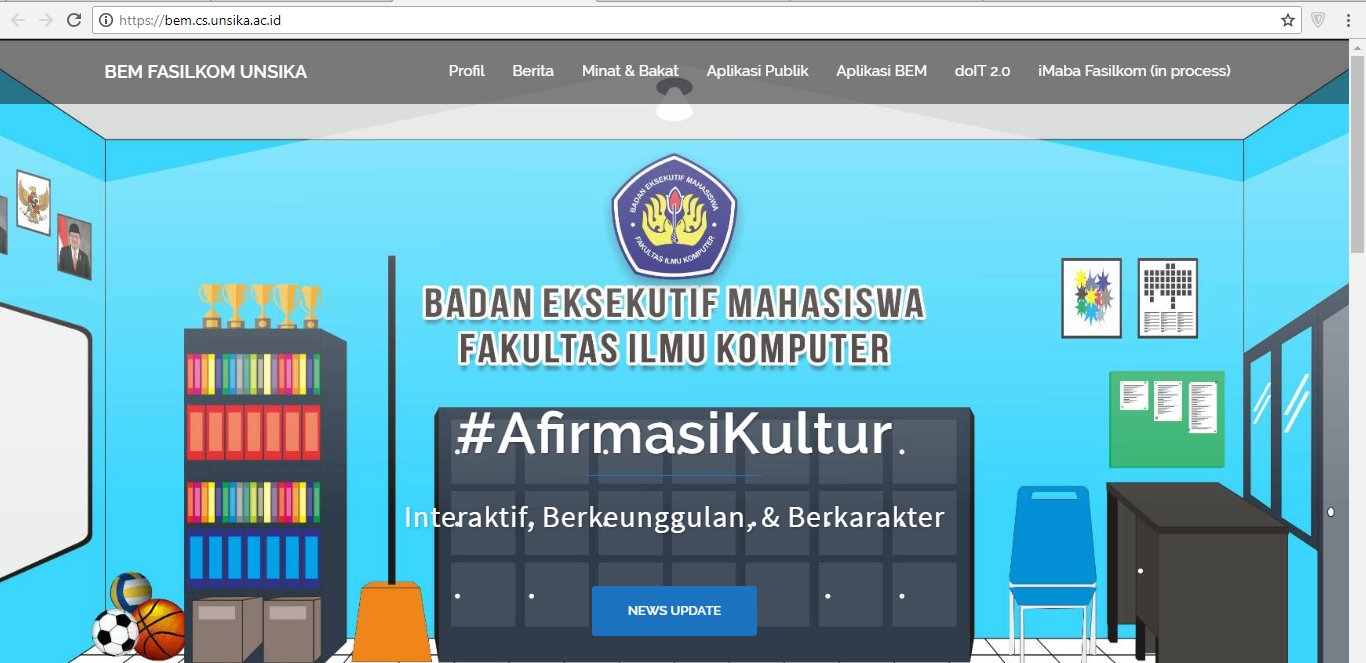 https://bem.cs.unsika.ac.id
BEM FASILKOM UNSIKA
Profil
Berita
Minat & Bakat
Aplikasi Publik
Aplikasi BEM
doIT 2.0
iMaba Fasilkom (in process)
BADAN EKSEKUTIF MAHASISWA
FAKULTAS ILMU KOMPUTER
BADAN EKSEKUTIF MAHASISWA
FAKULTAS ILMU KOMPUTER
#AfirmasiKultur
Interaktif, Berkeunggulan, & Berkarakter
NEWS UPDATE